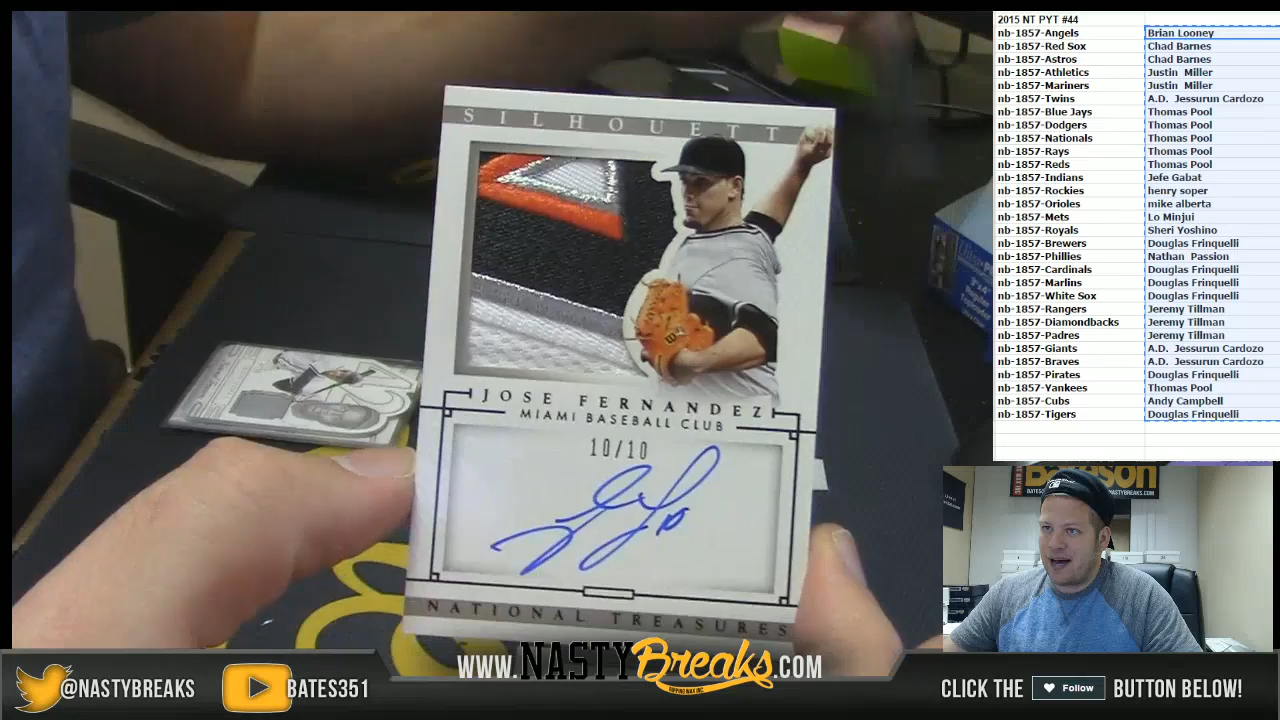 SILHOUETT
JOSE FERNANDEZ
MIAMI BASEBALL CLUB
10/10
NATIONAL TREASURES
2015 NT PYT #44
nb-1857-Angels Brian Looney
nb-1857-Red Sox Chad Barnes
nb-1857-Astros Chad Barnes
nb-1857-Athletics Justin Miller
nb-1857-Mariners Justin Miller
nb-1857-Twins A.D. Jessurun Cardozo
nb-1857-Blue Jays Thomas Pool
nb-1857-Dodgers Thomas Pool
nb-1857-Nationals Thomas Pool
nb-1857-Rays Thomas Pool
nb-1857-Reds Thomas Pool
nb-1857-Indians Jefe Gabat
nb-1857-Rockies henry soper
nb-1857-Orioles mike alberta
nb-1857-Mets Lo Minjui
nb-1857-Royals Sheri Yoshino
nb-1857-Brewers Douglas Frinquelli
nb-1857-Phillies Nathan Passion
nb-1857-Cardinals Douglas Frinquelli
nb-1857-Marlins Douglas Frinquelli
nb-1857-White Sox Douglas Frinquelli
nb-1857-Rangers Jeremy Tillman
nb-1857-Diamondbacks Jeremy Tillman
nb-1857-Padres Jeremy Tillman
nb-1857-Giants A.D. Jessurun Cardozo
nb-1857-Braves A.D. Jessurun Cardozo
nb-1857-Pirates Douglas Frinquelli
nb-1857-Yankees Thomas Pool
nb-1857-Cubs Andy Campbell
nb-1857-Tigers Douglas Frinquelli
Bateson
@NASTYBREAKS
BATES351
WWW.NASTYBreaks.COM
RIPPING WAX INC.
CLICK THE Follow BUTTON BELOW!